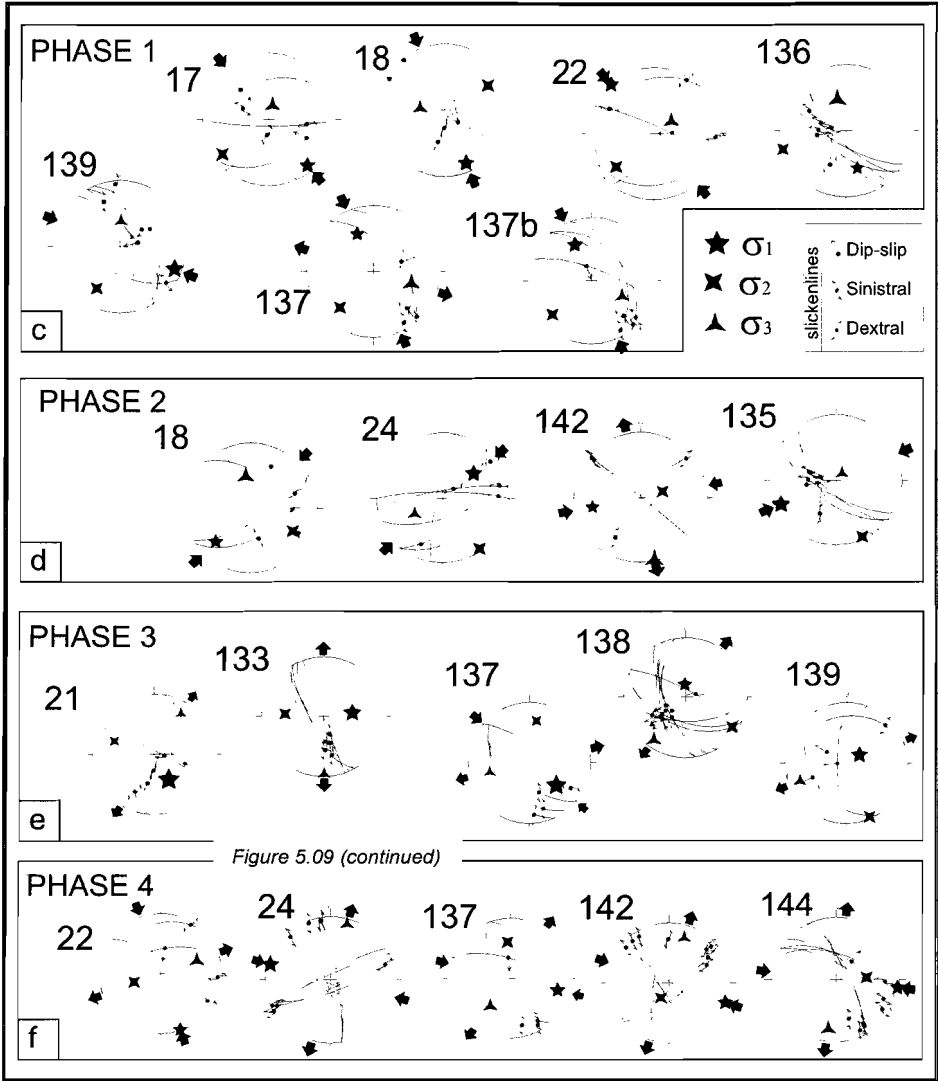 PHASE 1
17
18
22
136
139
137
137b
σ1
σ2
σ3
slickenlines
Dip-slip
Sinistral
Dextral
c
PHASE 2
18
24
142
135
d
PHASE 3
21
133
137
138
139
e
Figure 5.09 (continued)
PHASE 4
22
24
137
142
144
f